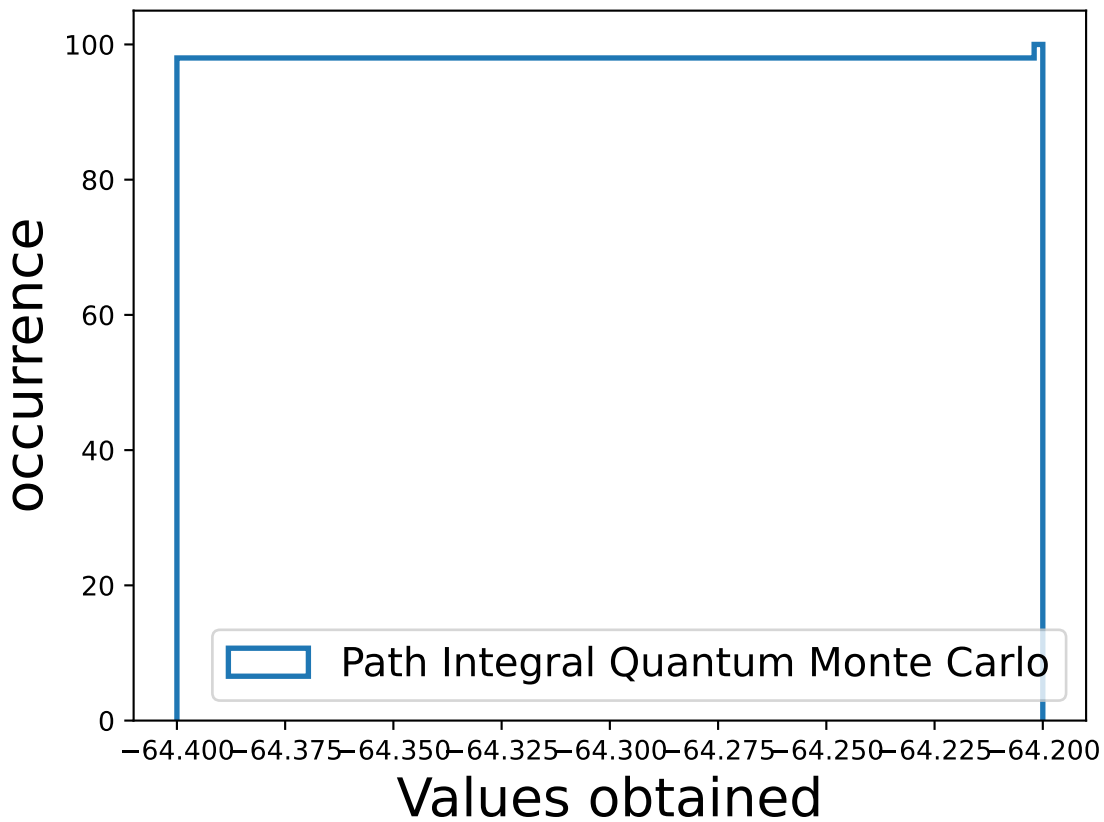 100
80
60
40
20
0
occurrence
Path Integral Quantum Monte Carlo
−64.400 −64.375 −64.350 −64.325 −64.300 −64.275 −64.250 −64.225 −64.200
Values obtained